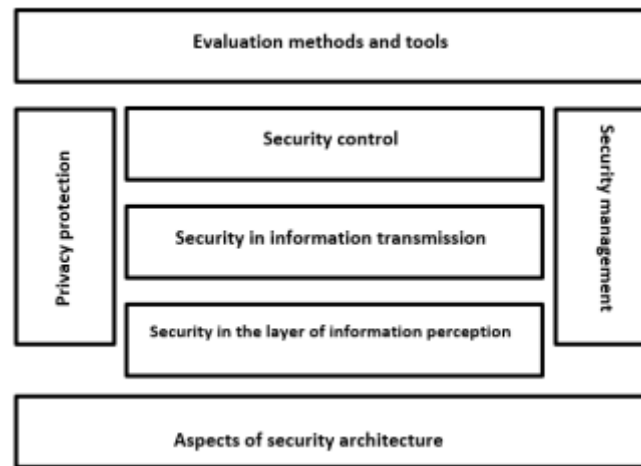 Evaluation methods and tools
Privacy protection
Security control
Security in information transmission
Security in the layer of information perception
Security management
Aspects of security architecture